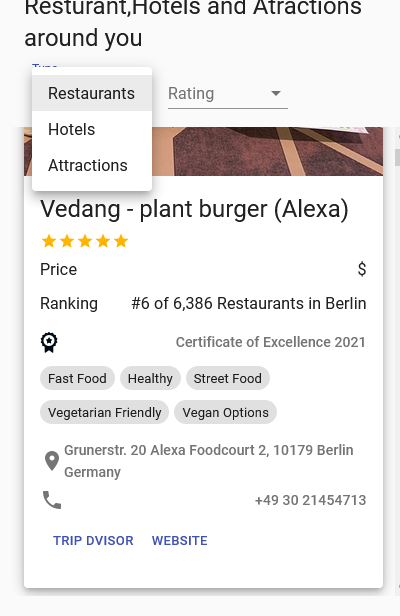 Resturant,Hotels and Atractions
around you
Type
Restaurants
Rating
Hotels
Attractions
Vedang - plant burger (Alexa)
Price $
Ranking #6 of 6,386 Restaurants in Berlin
Certificate of Excellence 2021
Fast Food Healthy Street Food
Vegetarian Friendly Vegan Options
Grunerstr. 20 Alexa Foodcourt 2, 10179 Berlin
Germany
+49 30 21454713
TRIP DVISOR WEBSITE